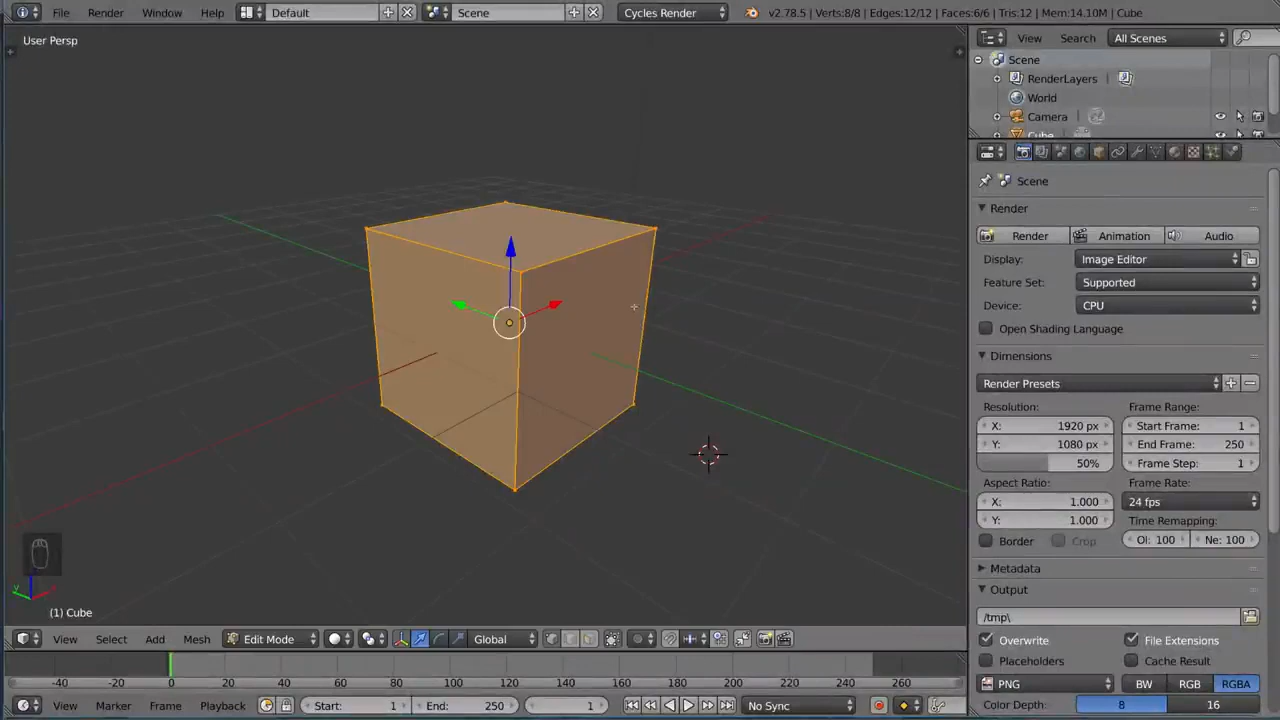 File Render Window Help Default Scene Cycles Render v2.78.5 | Verts:8/8 | Edges:12/12 | Faces:6/6 | Tris:12 | Mem:14.10M | Cube
User Persp
View Search All Scenes
Scene
RenderLayers
World
Camera
Cube
Scene
Render
Render Animation Audio
Display: Image Editor
Feature Set: Supported
Device: CPU
Open Shading Language
Dimensions
Render Presets
Resolution: Frame Range:
X: 1920 px Start Frame: 1
Y: 1080 px End Frame: 250
50% Frame Step: 1
Aspect Ratio: Frame Rate:
X: 1.000 24 fps
Y: 1.000 Time Remapping:
Border Crop Ol: 100 Ne: 100
Metadata
Output
/tmp\
Overwrite File Extensions
Placeholders Cache Result
PNG BW RGB RGBA
Color Depth: 8 16
y
(1) Cube
View Select Add Mesh Edit Mode Global
-40 -20 0 20 40 60 80 100 120 140 160 180 200 220 240 260
View Marker Frame Playback Start: 1 End: 250 1 No Sync